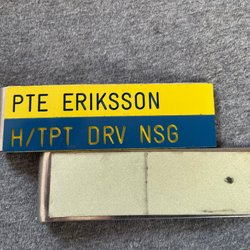 PTE ERIKSSON
H/TPT DRV NSG